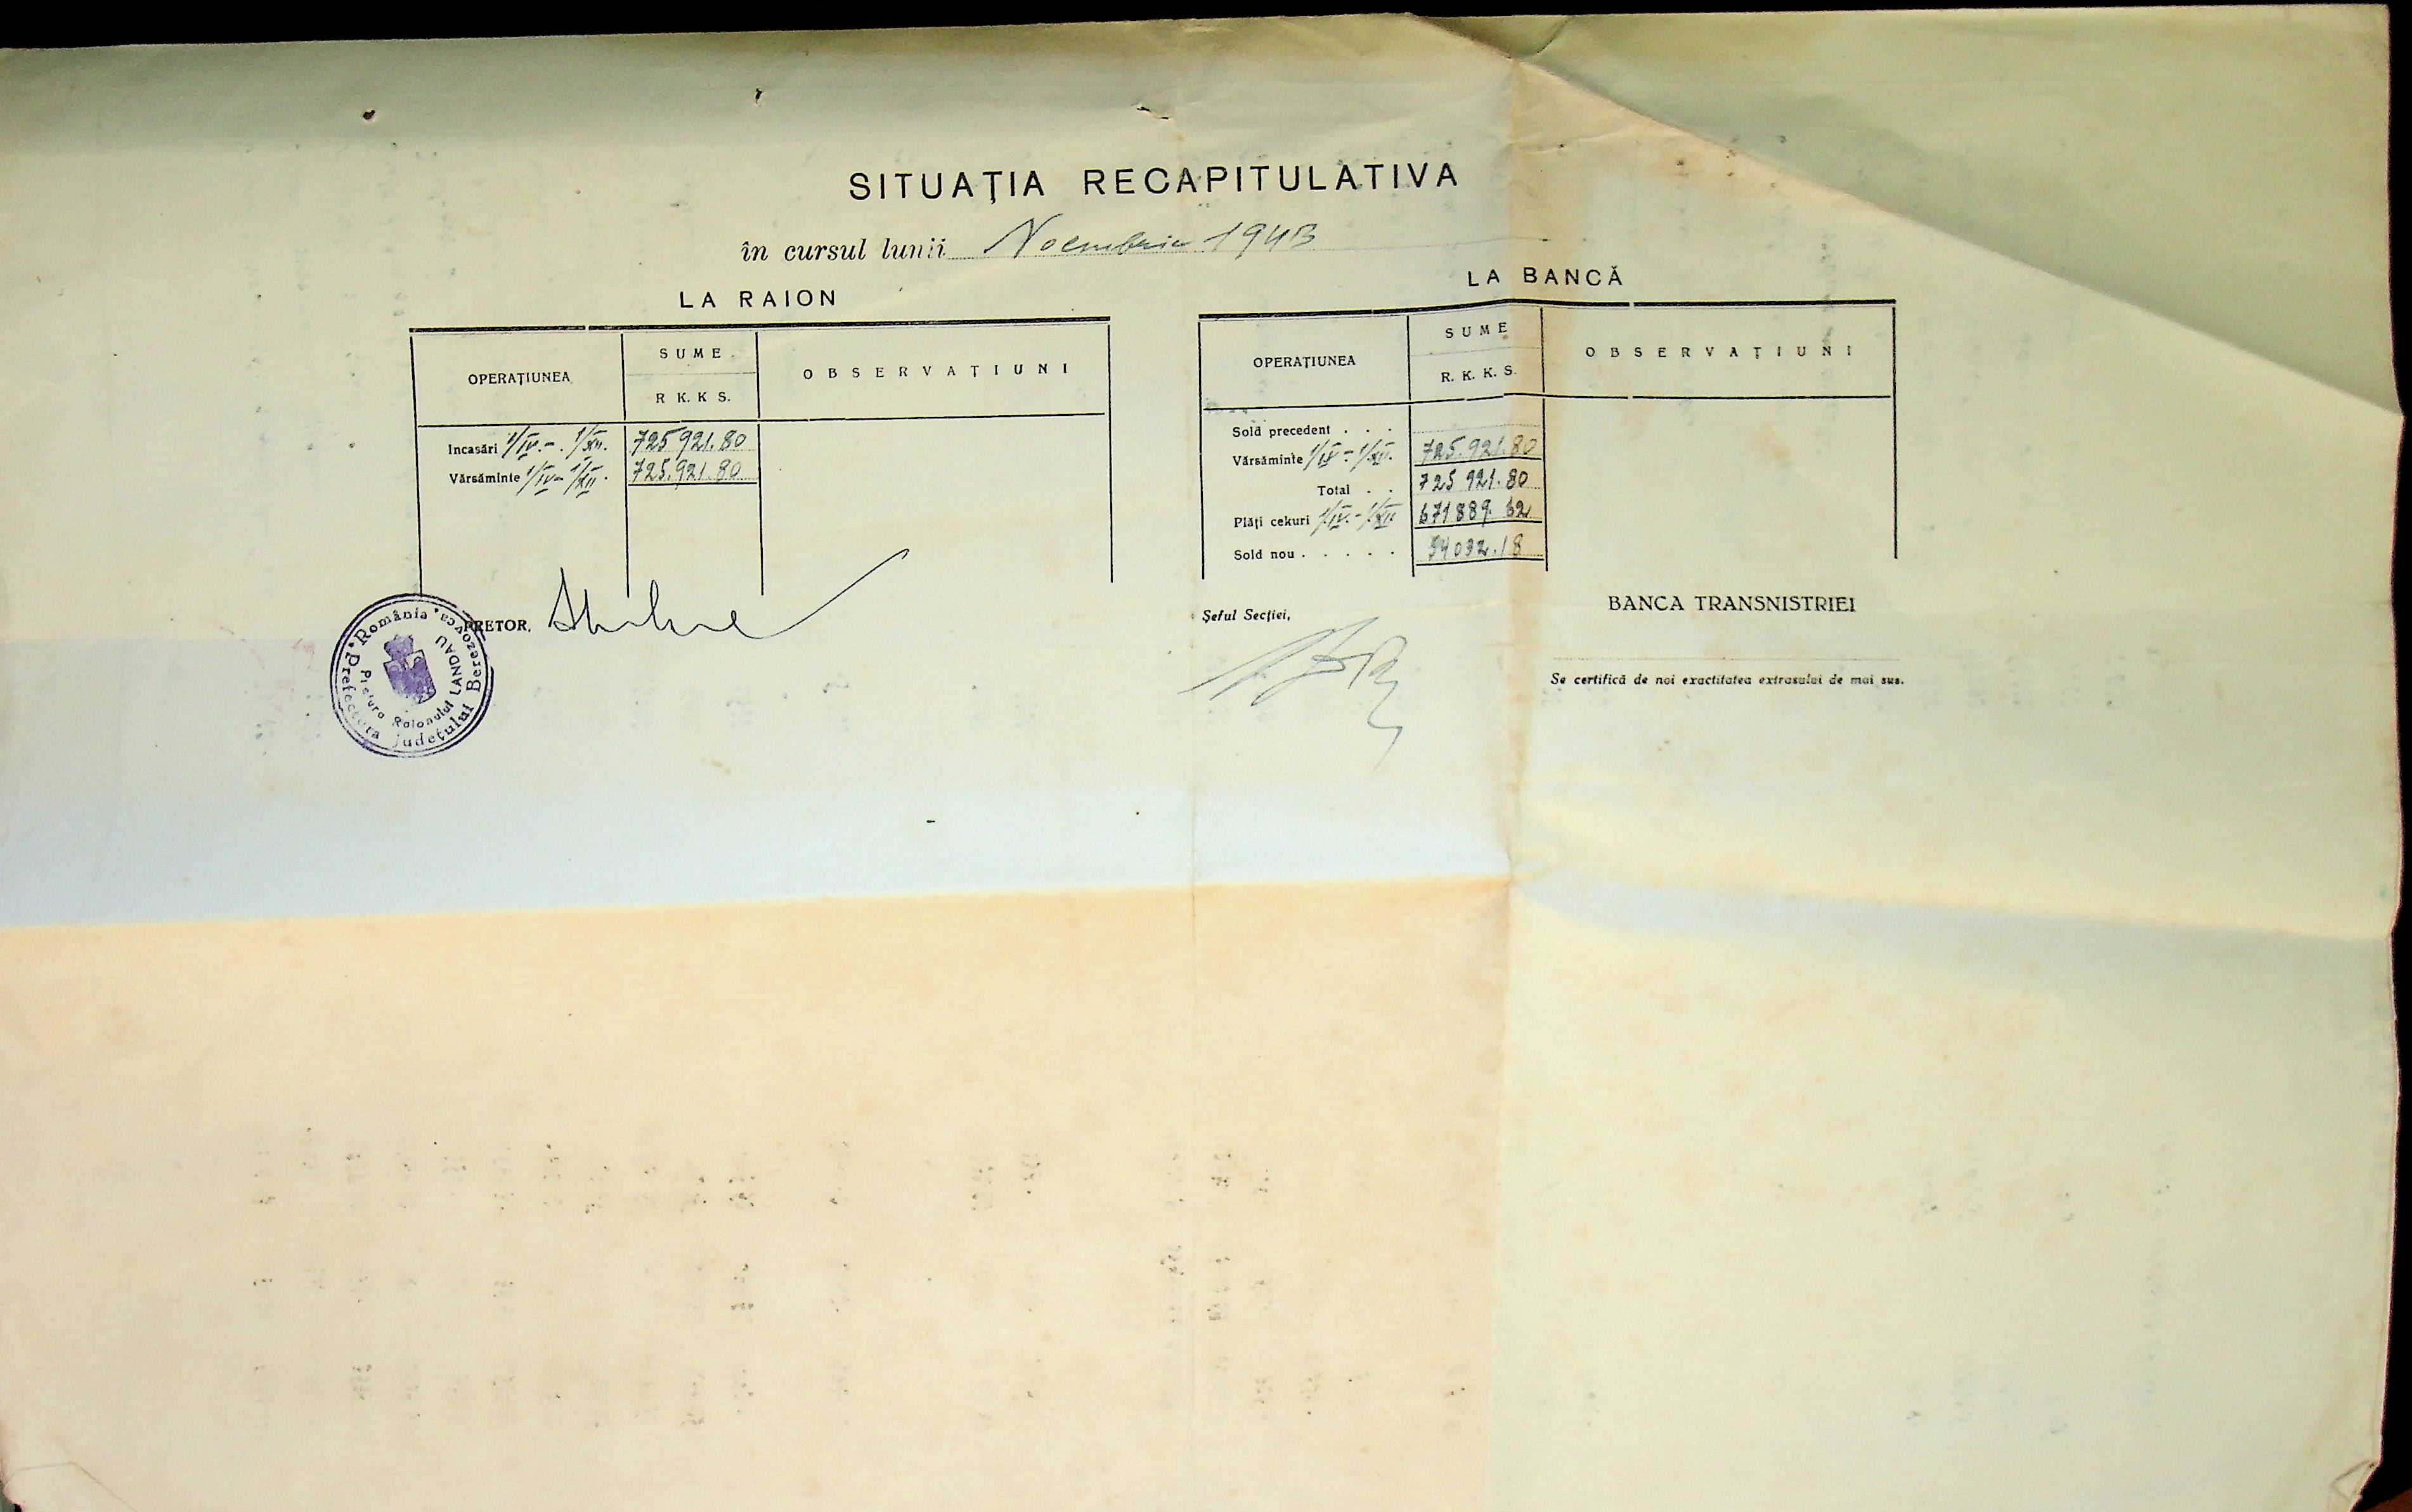 SITUAŢIA RECAPITULATIVA
în cursul lunii Noembrie 1943
LA RAION
OPERAŢIUNEA
SUME
R K. K S.
OBSERVAŢIUNI
Incasări 1/IV.- 1/XII. 725 921.80
Vărsăminte 1/IV- 1/XII. 725.921.80
PRETOR,
România Prefectura judeţului Berezovca
Pretura Raionului LANDAU
LA BANCĂ
OPERAŢIUNEA
SUME
R. K. K. S.
OBSERVAŢIUNI
Sold precedent . . .
Vărsăminte 1/IV - 1/XII. 725.921.80
Total . . 725 921.80
Plăţi cekuri 1/IV.- 1/XII. 671889.62
Sold nou . . . . . 54032.18
Şeful Secţiei,
BANCA TRANSNISTRIEI
Se certifică de noi exactitatea extrasului de mai sus.